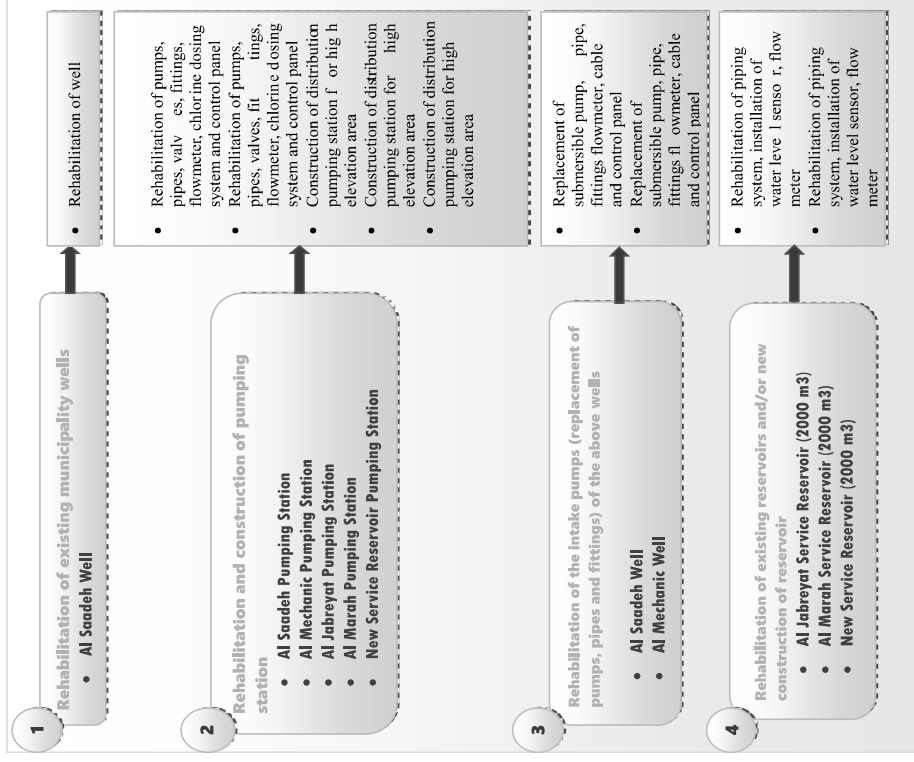 1
Rehabilitation of existing municipality wells
• Al Saadeh Well
• Rehabilitation of well
2
Rehabilitation and construction of pumping
station
• Al Saadeh Pumping Station
• Al Mechanic Pumping Station
• Al Jabreyat Pumping Station
• Al Marah Pumping Station
• New Service Reservoir Pumping Station
• Rehabilitation of pumps,
pipes, valv es, fittings,
flowmeter, chlorine dosing
system and control panel
• Rehabilitation of pumps,
pipes, valves, fit tings,
flowmeter, chlorine dosing
system and control panel
• Construction of distribution
pumping station f or hig h
elevation area
• Construction of distribution
pumping station for high
elevation area
• Construction of distribution
pumping station for high
elevation area
3
Rehabilitation of the intake pumps (replacement of
pumps, pipes and fittings) of the above wells
• Al Saadeh Well
• Al Mechanic Well
• Replacement of
submersible pump, pipe,
fittings flowmeter, cable
and control panel
• Replacement of
submersible pump, pipe,
fittings fl owmeter, cable
and control panel
4
Rehabilitation of existing reservoirs and/or new
construction of reservoir
• Al Jabreyat Service Reservoir (2000 m3)
• Al Marah Service Reservoir (2000 m3)
• New Service Reservoir (2000 m3)
• Rehabilitation of piping
system, installation of
water leve l senso r, flow
meter
• Rehabilitation of piping
system, installation of
water level sensor, flow
meter